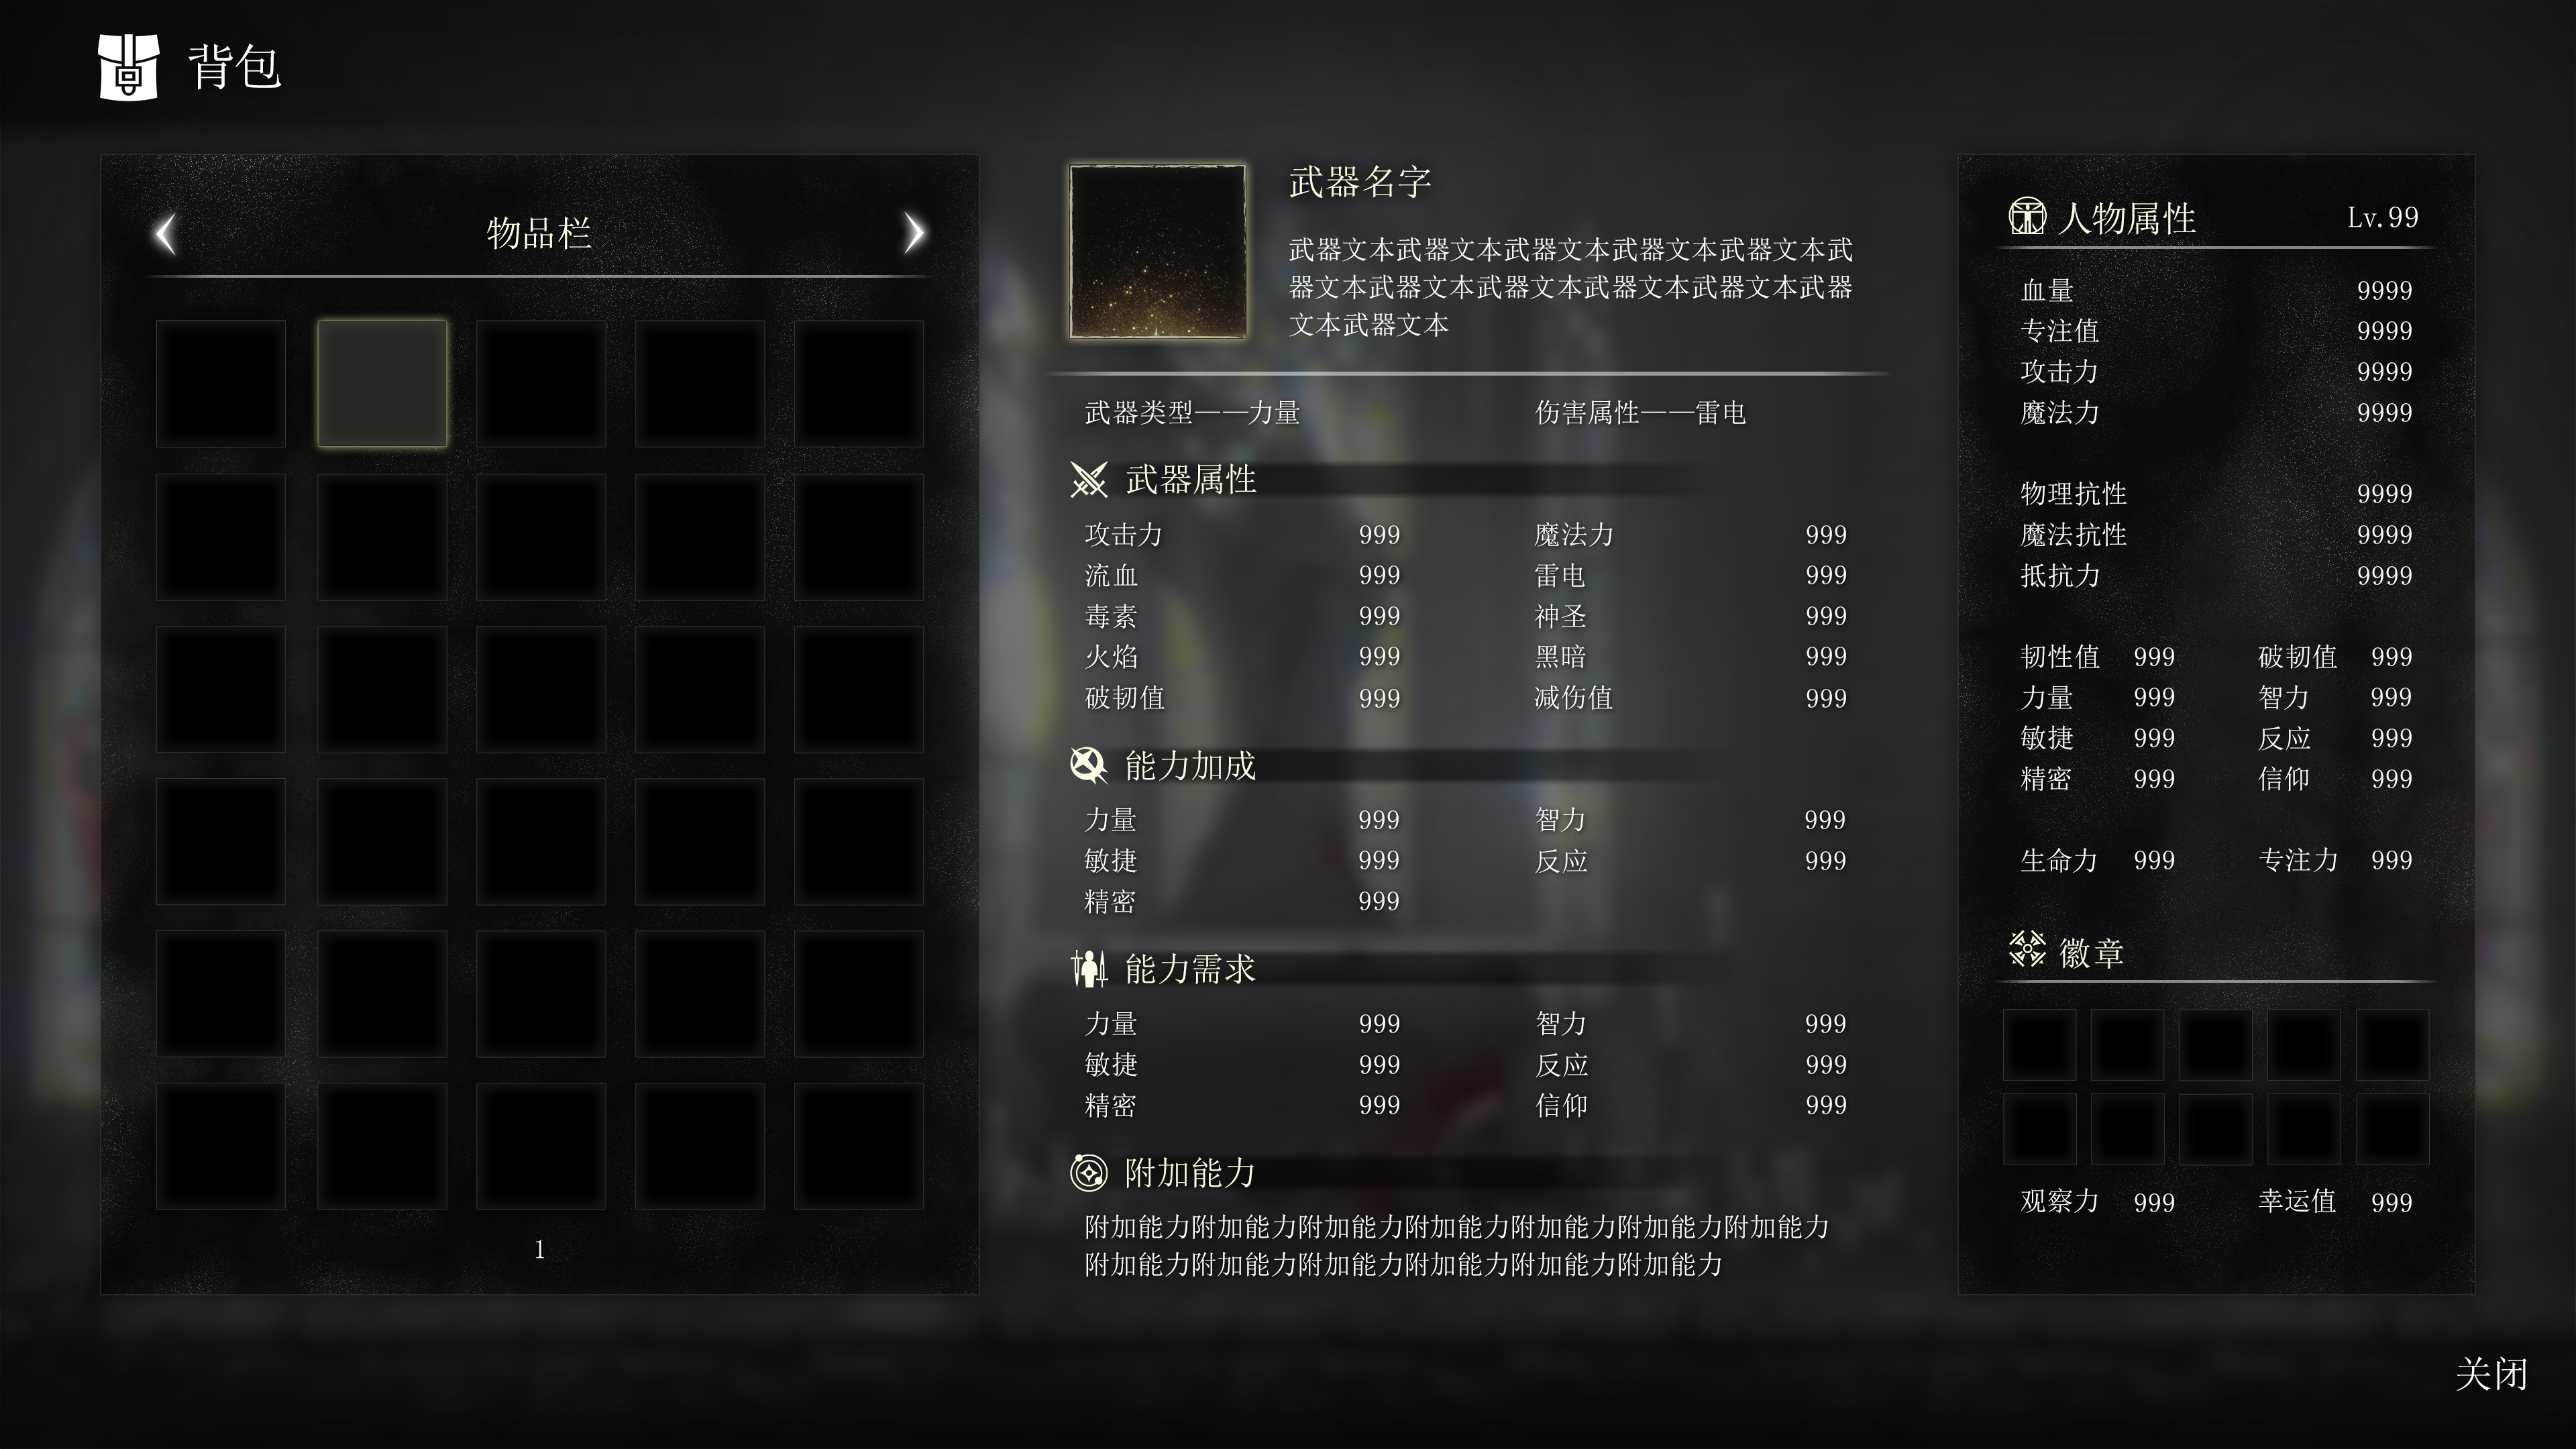 背包
物品栏
1
武器名字
武器文本武器文本武器文本武器文本武器文本武
器文本武器文本武器文本武器文本武器文本武器
文本武器文本
武器类型——力量 伤害属性——雷电
武器属性
攻击力 999 魔法力 999
流血 999 雷电 999
毒素 999 神圣 999
火焰 999 黑暗 999
破韧值 999 减伤值 999
能力加成
力量 999 智力 999
敏捷 999 反应 999
精密 999
能力需求
力量 999 智力 999
敏捷 999 反应 999
精密 999 信仰 999
附加能力
附加能力附加能力附加能力附加能力附加能力附加能力附加能力
附加能力附加能力附加能力附加能力附加能力附加能力
人物属性 Lv.99
血量 9999
专注值 9999
攻击力 9999
魔法力 9999
物理抗性 9999
魔法抗性 9999
抵抗力 9999
韧性值 999 破韧值 999
力量 999 智力 999
敏捷 999 反应 999
精密 999 信仰 999
生命力 999 专注力 999
徽章
观察力 999 幸运值 999
关闭